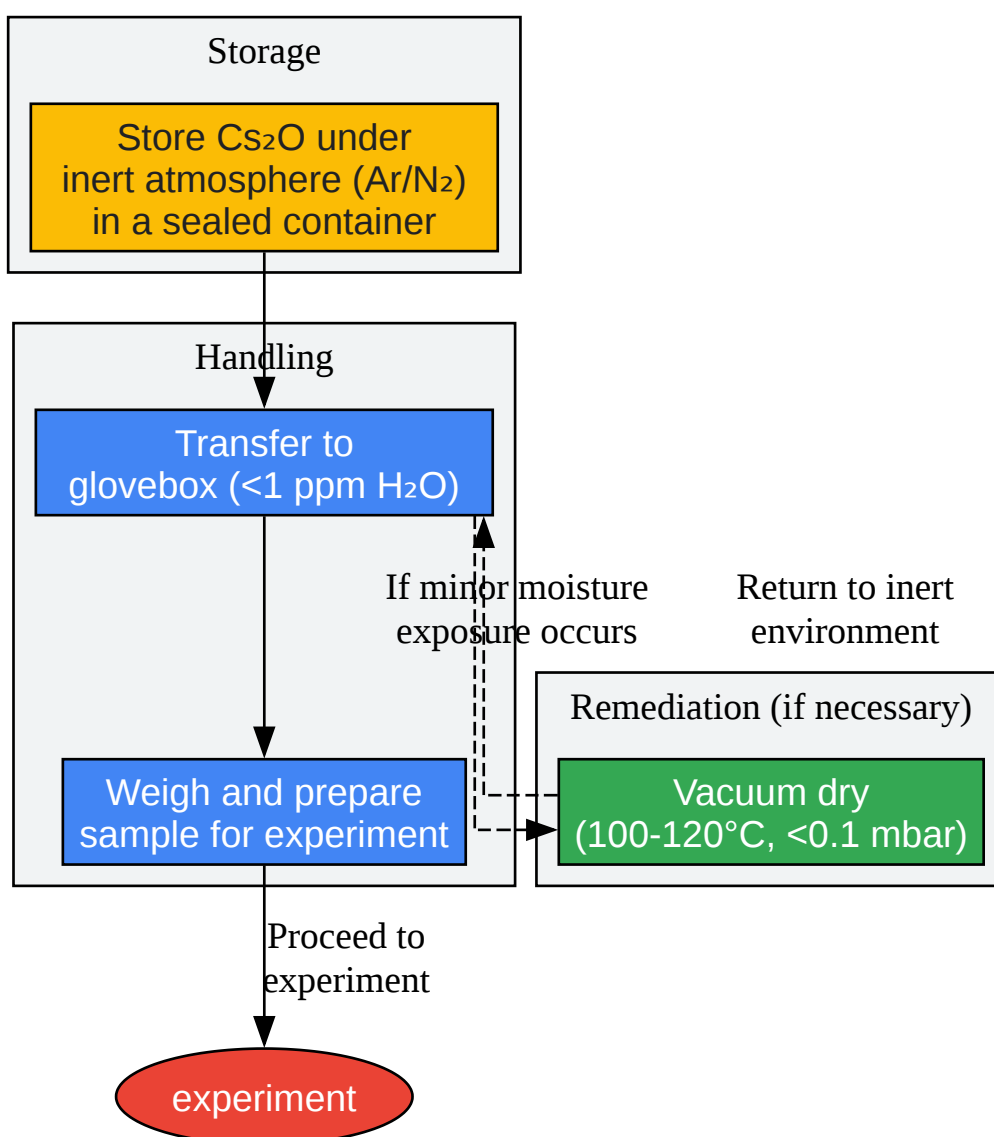 Storage
Store Cs₂O under
inert atmosphere (Ar/N₂)
in a sealed container
Handling
Transfer to
glovebox (<1 ppm H₂O)
If minor moisture
exposure occurs
Return to inert
environment
Remediation (if necessary)
Weigh and prepare
sample for experiment
Vacuum dry
(100-120°C, <0.1 mbar)
Proceed to
experiment
experiment